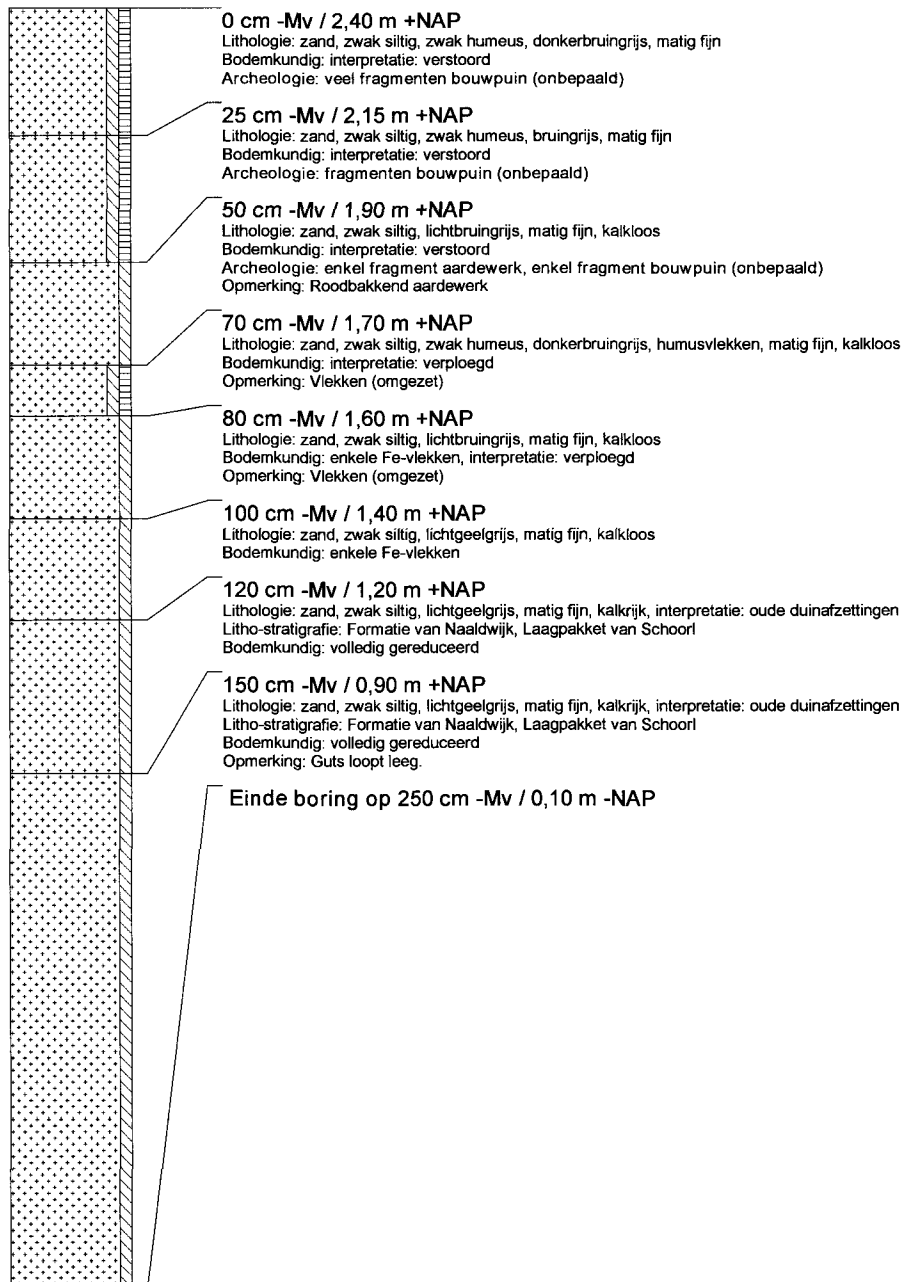 0 cm -Mv / 2,40 m +NAP
Lithologie: zand, zwak siltig, zwak humeus, donkerbruingrijs, matig fijn
Bodemkundig: interpretatie: verstoord
Archeologie: veel fragmenten bouwpuin (onbepaald)
25 cm -Mv / 2,15 m +NAP
Lithologie: zand, zwak siltig, zwak humeus, bruingrijs, matig fijn
Bodemkundig: interpretatie: verstoord
Archeologie: fragmenten bouwpuin (onbepaald)
50 cm -Mv / 1,90 m +NAP
Lithologie: zand, zwak siltig, lichtbruingrijs, matig fijn, kalkloos
Bodemkundig: interpretatie: verstoord
Archeologie: enkel fragment aardewerk, enkel fragment bouwpuin (onbepaald)
Opmerking: Roodbakkend aardewerk
70 cm -Mv / 1,70 m +NAP
Lithologie: zand, zwak siltig, zwak humeus, donkerbruingrijs, humusvlekken, matig fijn, kalkloos
Bodemkundig: interpretatie: verploegd
Opmerking: Vlekken (omgezet)
80 cm -Mv / 1,60 m +NAP
Lithologie: zand, zwak siltig, lichtbruingrijs, matig fijn, kalkloos
Bodemkundig: enkele Fe-vlekken, interpretatie: verploegd
Opmerking: Vlekken (omgezet)
100 cm -Mv / 1,40 m +NAP
Lithologie: zand, zwak siltig, lichtgeelgrijs, matig fijn, kalkloos
Bodemkundig: enkele Fe-vlekken
120 cm -Mv / 1,20 m +NAP
Lithologie: zand, zwak siltig, lichtgeelgrijs, matig fijn, kalkrijk, interpretatie: oude duinafzettingen
Litho-stratigrafie: Formatie van Naaldwijk, Laagpakket van Schoorl
Bodemkundig: volledig gereduceerd
150 cm -Mv / 0,90 m +NAP
Lithologie: zand, zwak siltig, lichtgeelgrijs, matig fijn, kalkrijk, interpretatie: oude duinafzettingen
Litho-stratigrafie: Formatie van Naaldwijk, Laagpakket van Schoorl
Bodemkundig: volledig gereduceerd
Opmerking: Guts loopt leeg.
Einde boring op 250 cm -Mv / 0,10 m -NAP